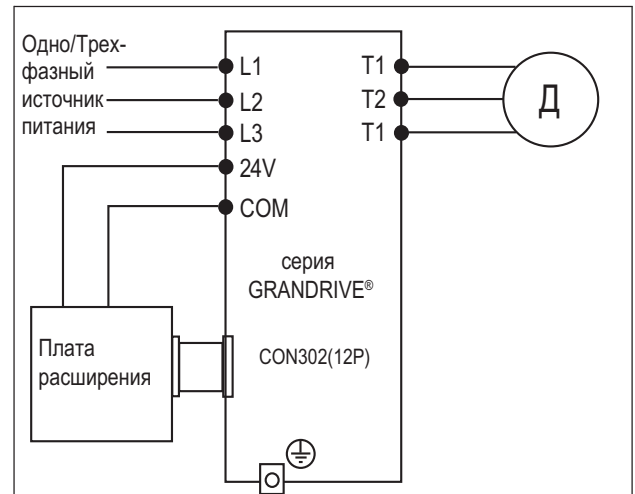 Одно/Трех-
фазный
источник
питания
L1
L2
L3
24V
COM
T1
T2
T1
Д
серия
GRANDRIVE®
CON302(12P)
Плата
расширения